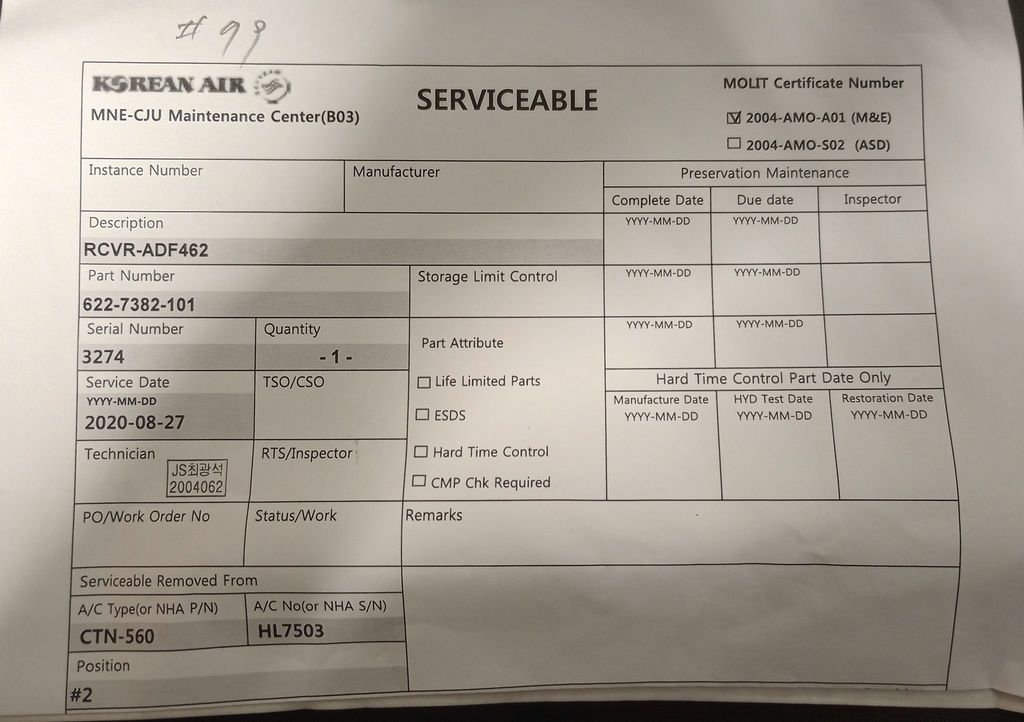 # 99
KOREAN AIR
MNE-CJU Maintenance Center(B03)
SERVICEABLE
MOLIT Certificate Number
☑ 2004-AMO-A01 (M&E)
☐ 2004-AMO-S02 (ASD)
Instance Number
Manufacturer
Preservation Maintenance
Complete Date
Due date
Inspector
YYYY-MM-DD
YYYY-MM-DD
Description
RCVR-ADF462
Part Number
622-7382-101
Storage Limit Control
YYYY-MM-DD
YYYY-MM-DD
Serial Number
3274
Quantity
- 1 -
Part Attribute
YYYY-MM-DD
YYYY-MM-DD
Service Date
YYYY-MM-DD
2020-08-27
TSO/CSO
☐ Life Limited Parts
☐ ESDS
☐ Hard Time Control
☐ CMP Chk Required
Hard Time Control Part Date Only
Manufacture Date
YYYY-MM-DD
HYD Test Date
YYYY-MM-DD
Restoration Date
YYYY-MM-DD
Technician
JS최광석
2004062
RTS/Inspector
PO/Work Order No
Status/Work
Remarks
Serviceable Removed From
A/C Type(or NHA P/N)
CTN-560
A/C No(or NHA S/N)
HL7503
Position
#2